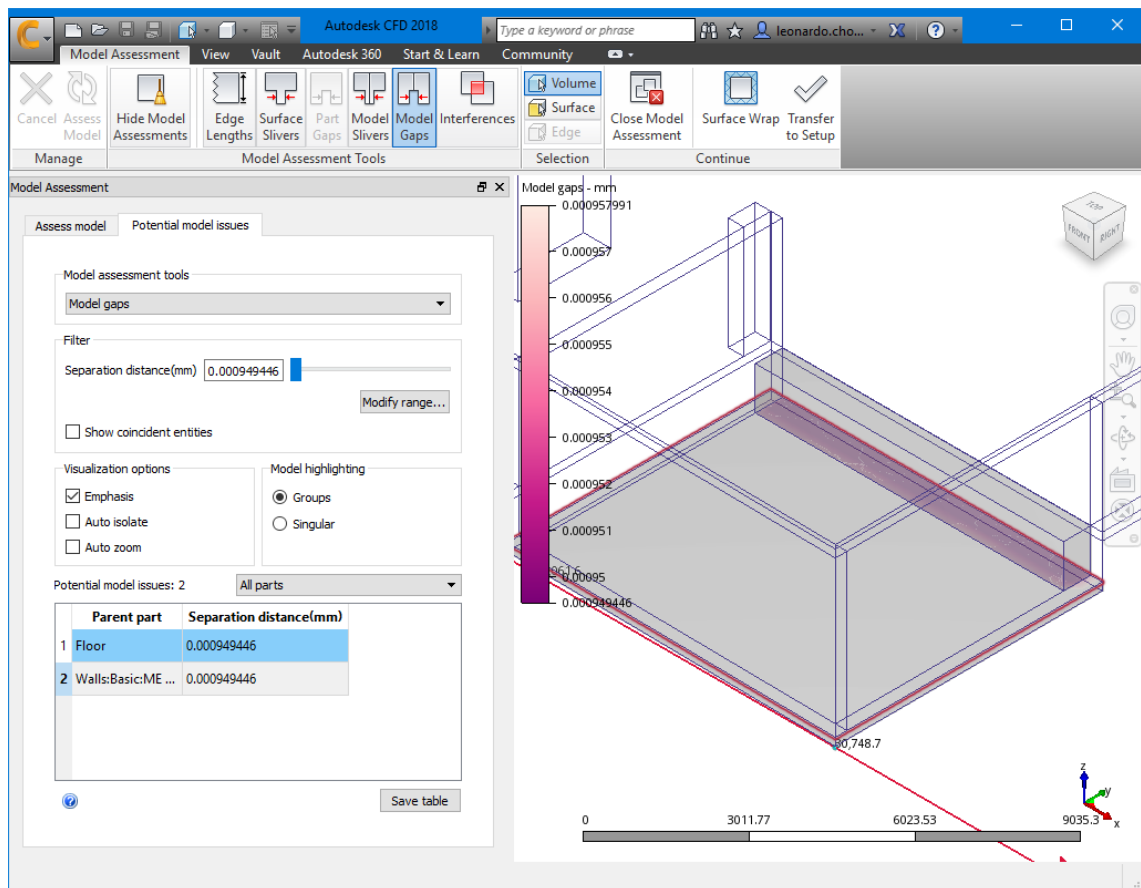 Autodesk CFD 2018
Type a keyword or phrase
leonardo.cho...
Model Assessment View Vault Autodesk 360 Start & Learn Community
Cancel
Assess Model
Hide Model Assessments
Edge Lengths
Surface Slivers
Part Gaps
Model Slivers
Model Gaps
Interferences
Volume
Surface
Edge
Close Model Assessment
Surface Wrap
Transfer to Setup
Manage
Model Assessment Tools
Selection
Continue
Model Assessment
Assess model
Potential model issues
Model assessment tools
Model gaps
Filter
Separation distance(mm) 0.000949446
Modify range...
Show coincident entities
Visualization options
Emphasis
Auto isolate
Auto zoom
Model highlighting
Groups
Singular
Potential model issues: 2 All parts
Parent part Separation distance(mm)
1 Floor 0.000949446
2 Walls:Basic:ME ... 0.000949446
Save table
Model gaps - mm
0.000957991
0.000957
0.000956
0.000955
0.000954
0.000953
0.000952
0.000951
0.00095
0.000949446
TOP
FRONT
RIGHT
0,748.7
z
y
x
0 3011.77 6023.53 9035.3